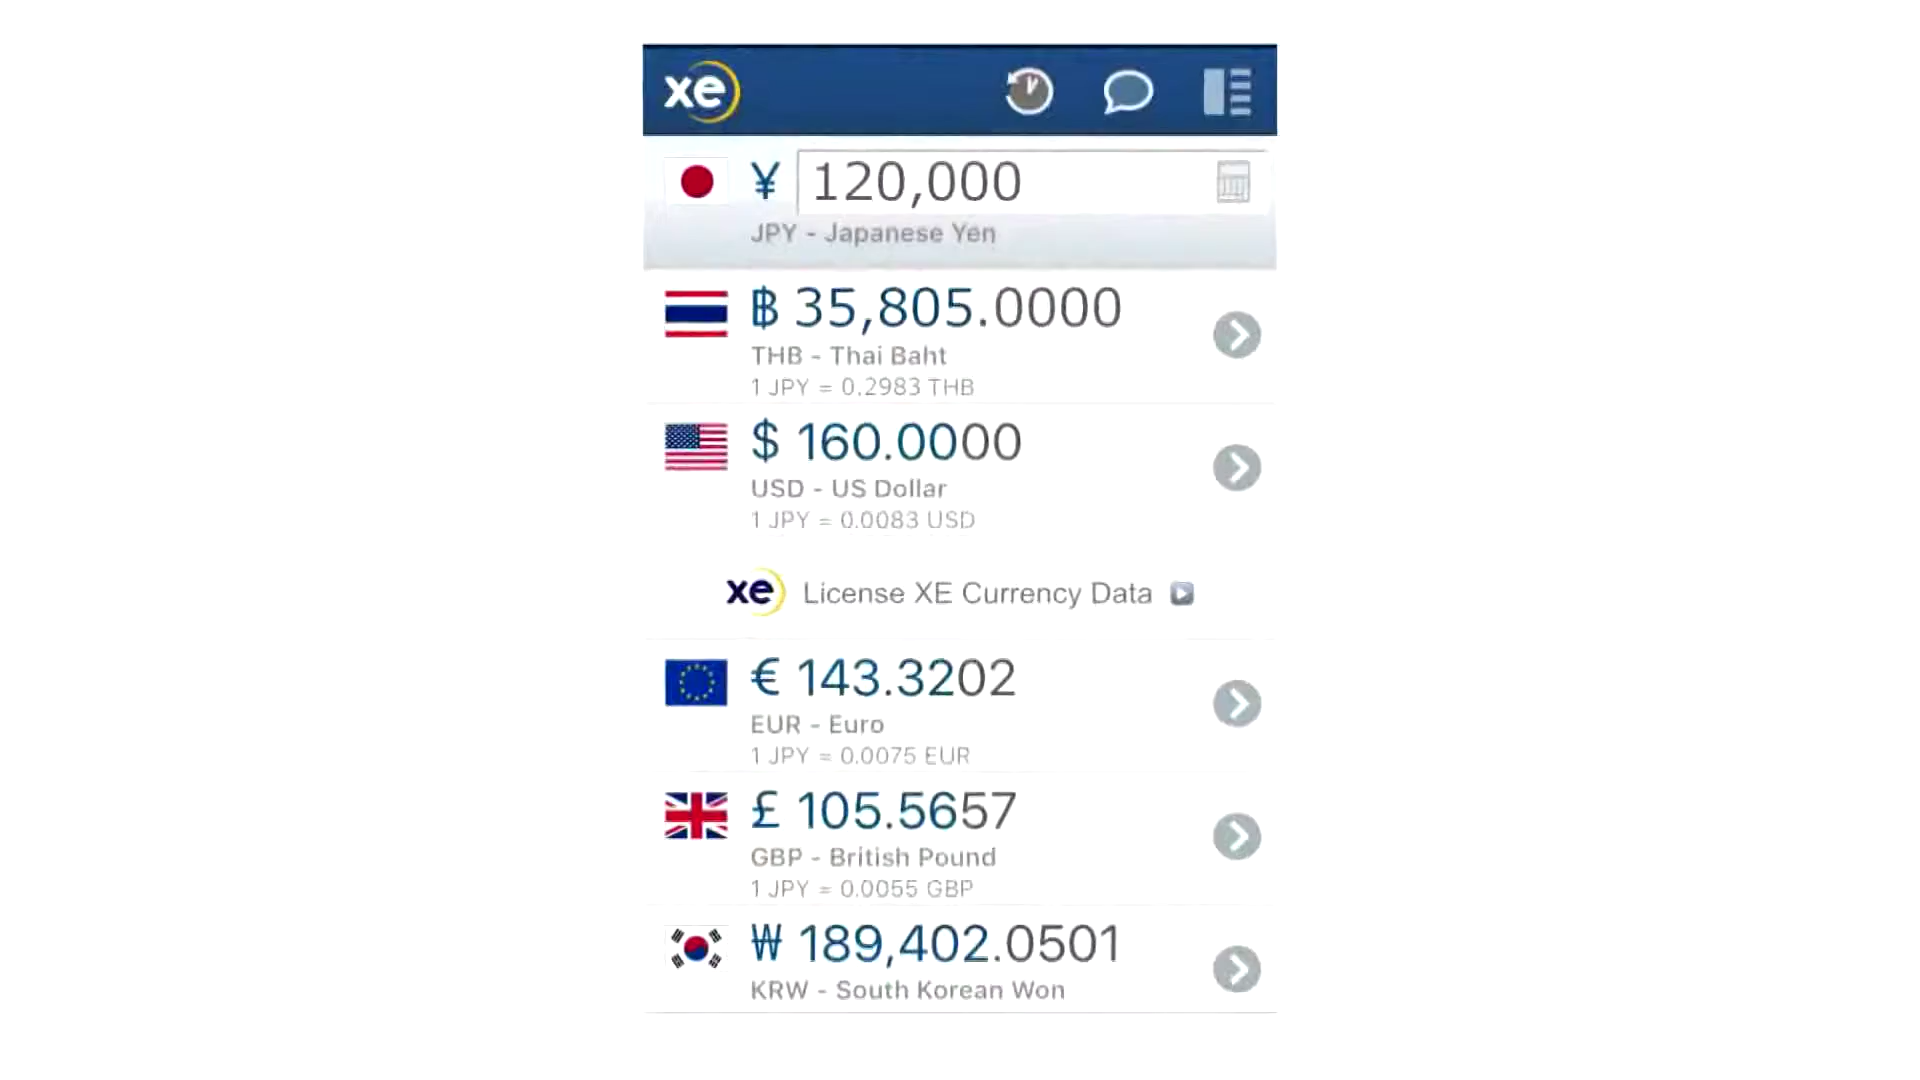 xe
¥ 120,000
JPY - Japanese Yen
฿ 35,805.0000
THB - Thai Baht
1 JPY = 0.2983 THB
$ 160.0000
USD - US Dollar
1 JPY = 0.0083 USD
xe License XE Currency Data
€ 143.3202
EUR - Euro
1 JPY = 0.0075 EUR
£ 105.5657
GBP - British Pound
1 JPY = 0.0055 GBP
₩ 189,402.0501
KRW - South Korean Won